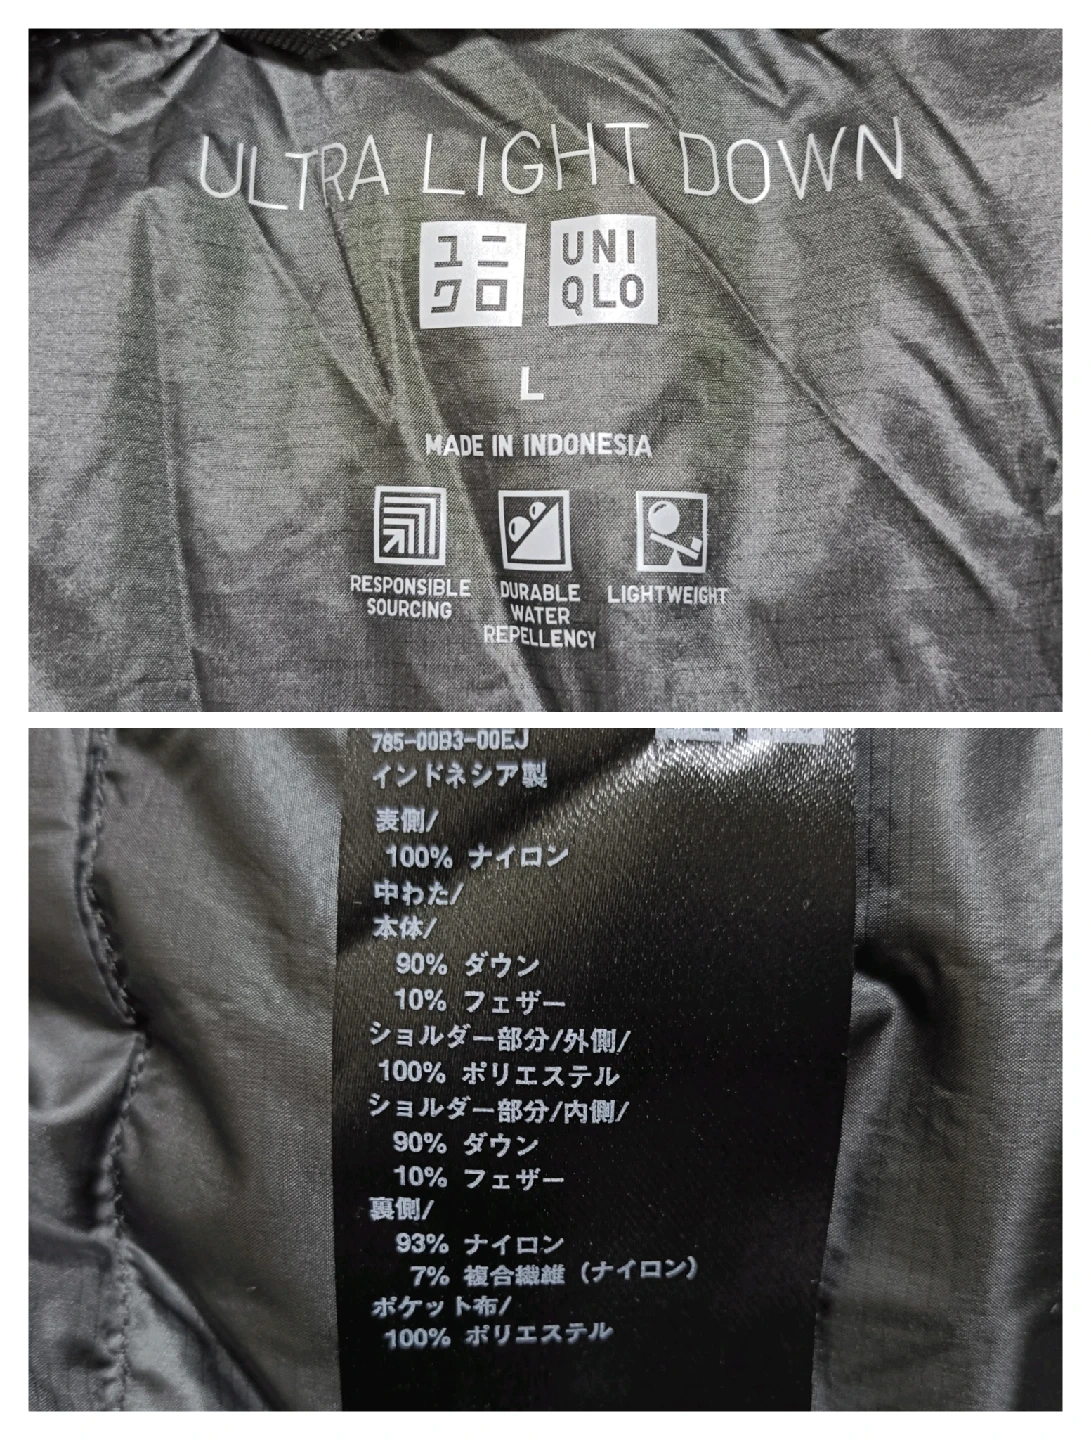 ULTRA LIGHT DOWN
ユニ
クロ
UNI
QLO
L
MADE IN INDONESIA
RESPONSIBLE
SOURCING
DURABLE
WATER
REPELLENCY
LIGHTWEIGHT
785-00B3-00EJ
インドネシア製
表側/
100% ナイロン
中わた/
本体/
90% ダウン
10% フェザー
ショルダー部分/外側/
100% ポリエステル
ショルダー部分/内側/
90% ダウン
10% フェザー
裏側/
93% ナイロン
7% 複合繊維（ナイロン）
ポケット布/
100% ポリエステル